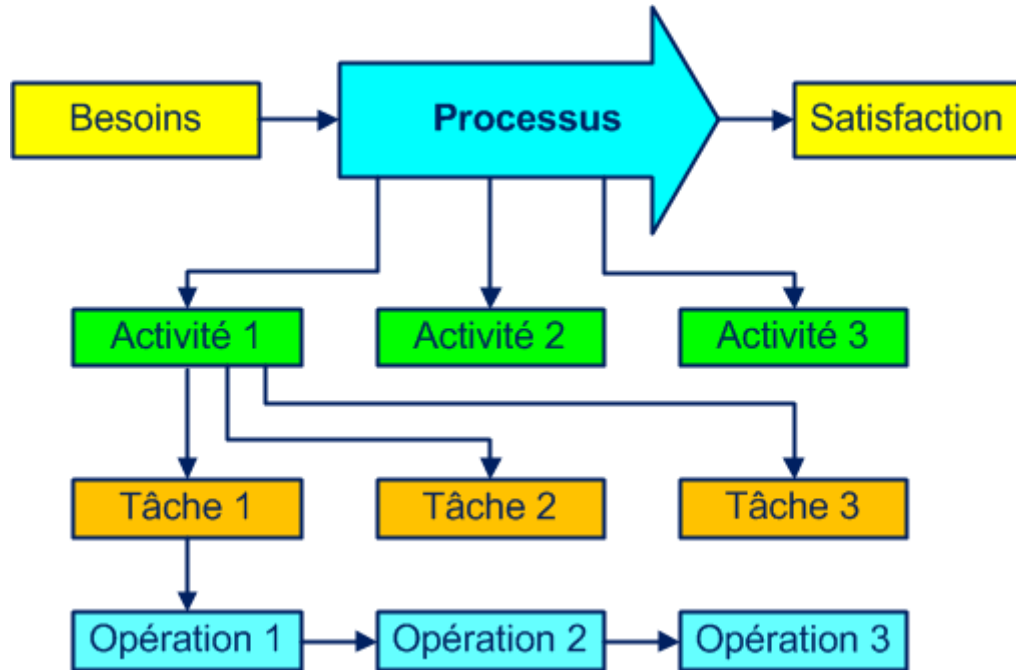 Besoins
Processus
Satisfaction
Activité 1
Activité 2
Activité 3
Tâche 1
Tâche 2
Tâche 3
Opération 1
Opération 2
Opération 3